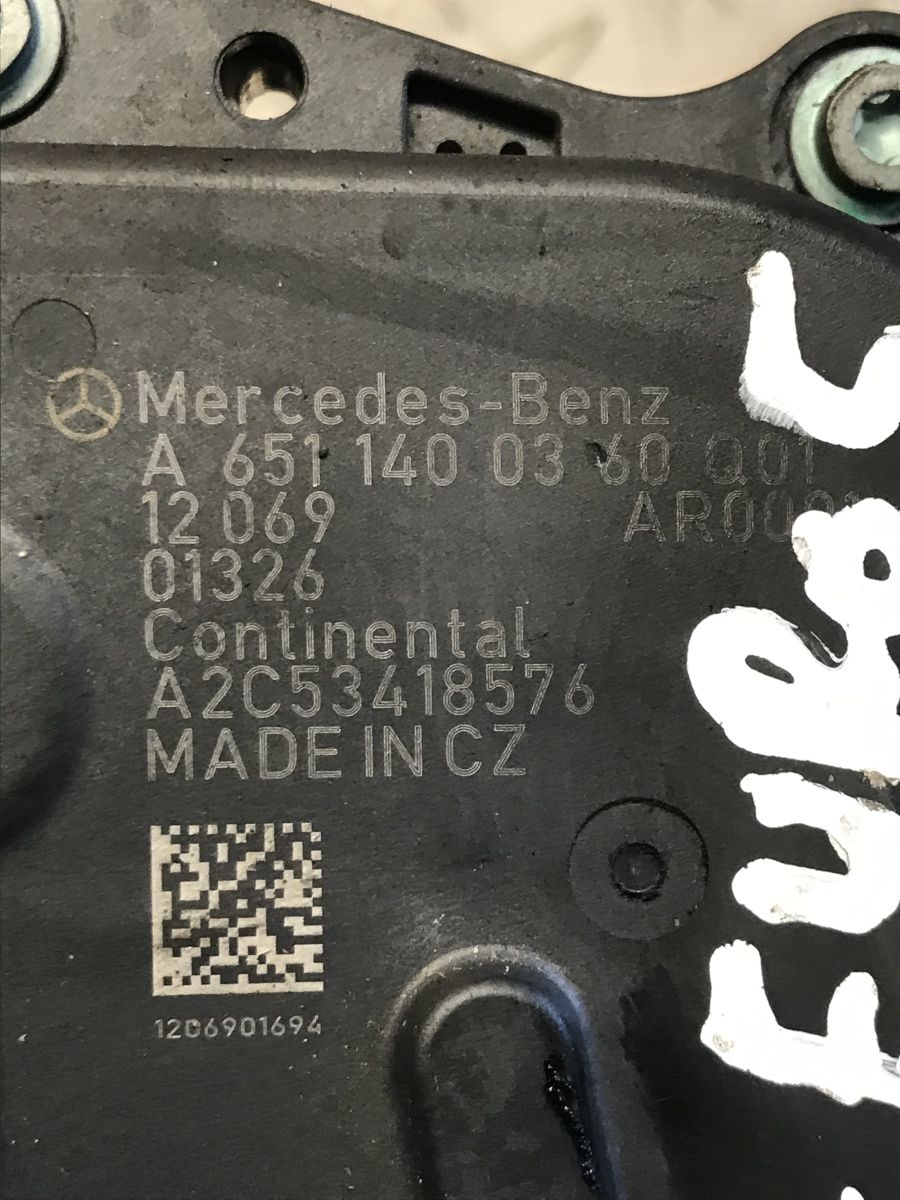 Mercedes-Benz
A 651 140 03 60 Q01
12 069
01326
Continental
A2C53418576
MADE IN CZ
1206901694